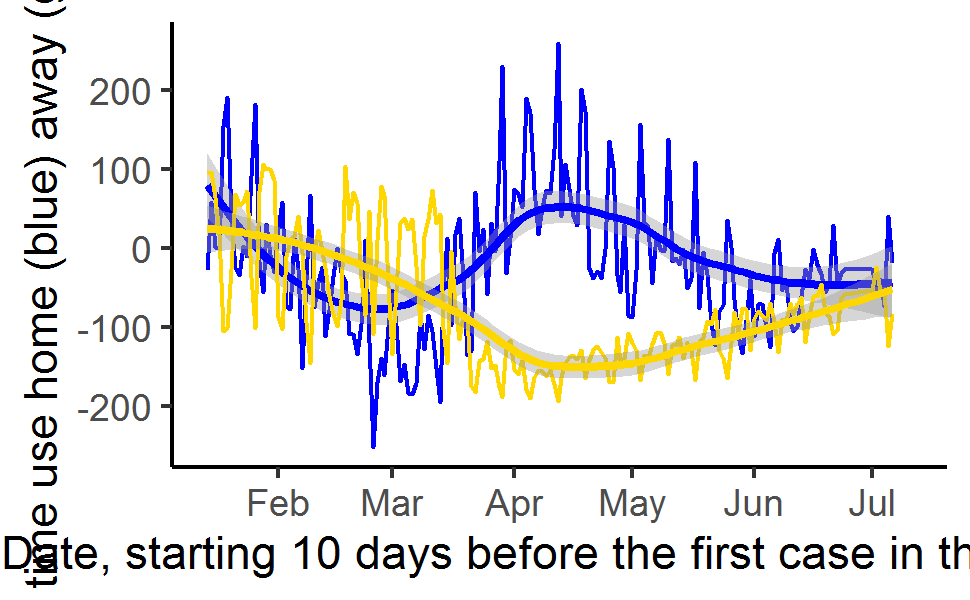 time use home (blue) away (
200
100
0
-100
-200
Feb Mar Apr May Jun Jul
Date, starting 10 days before the first case in th